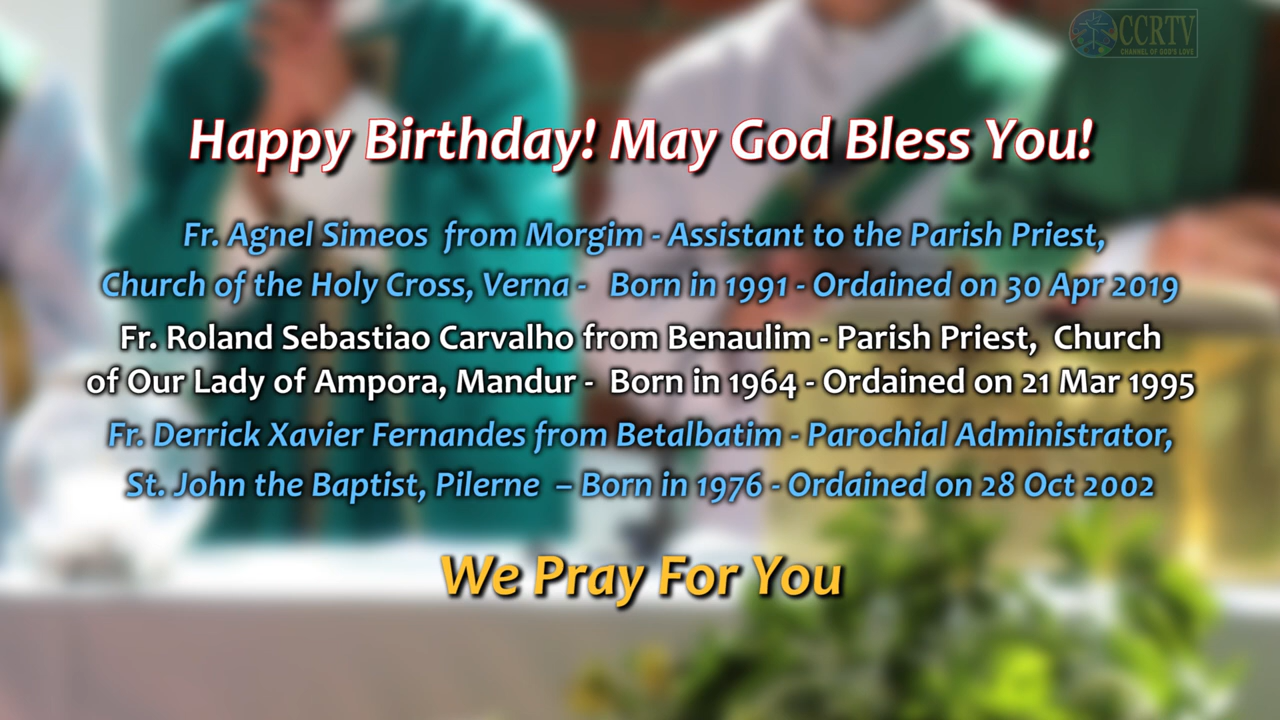 CCRTV
CHANNEL OF GOD'S LOVE
Happy Birthday! May God Bless You!
Fr. Agnel Simeos from Morgim - Assistant to the Parish Priest,
Church of the Holy Cross, Verna - Born in 1991 - Ordained on 30 Apr 2019
Fr. Roland Sebastiao Carvalho from Benaulim - Parish Priest, Church
of Our Lady of Ampora, Mandur - Born in 1964 - Ordained on 21 Mar 1995
Fr. Derrick Xavier Fernandes from Betalbatim - Parochial Administrator,
St. John the Baptist, Pilerne – Born in 1976 - Ordained on 28 Oct 2002
We Pray For You